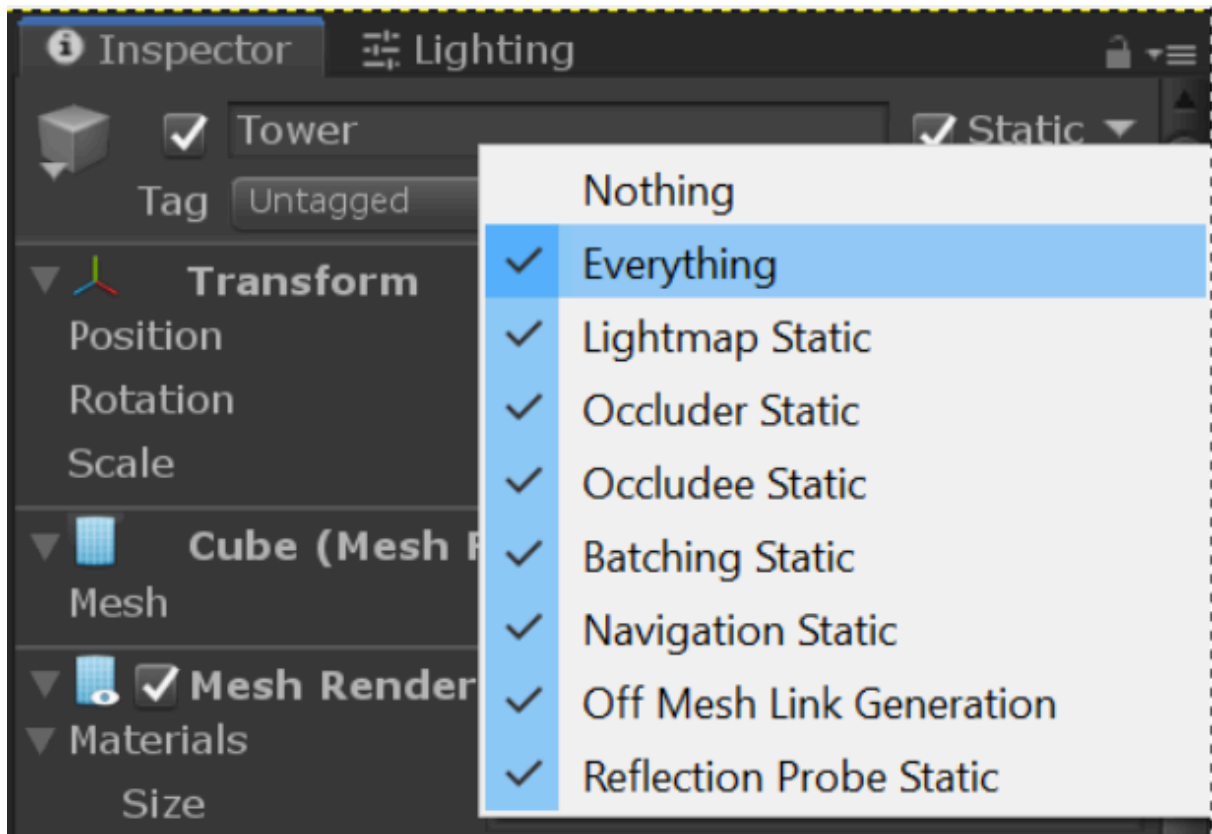 Inspector Lighting
Tower Static
Tag Untagged
Nothing
Everything
Transform
Position
Lightmap Static
Rotation
Occluder Static
Scale
Occludee Static
Cube (Mesh
Batching Static
Mesh
Navigation Static
Mesh Render
Off Mesh Link Generation
Materials
Reflection Probe Static
Size